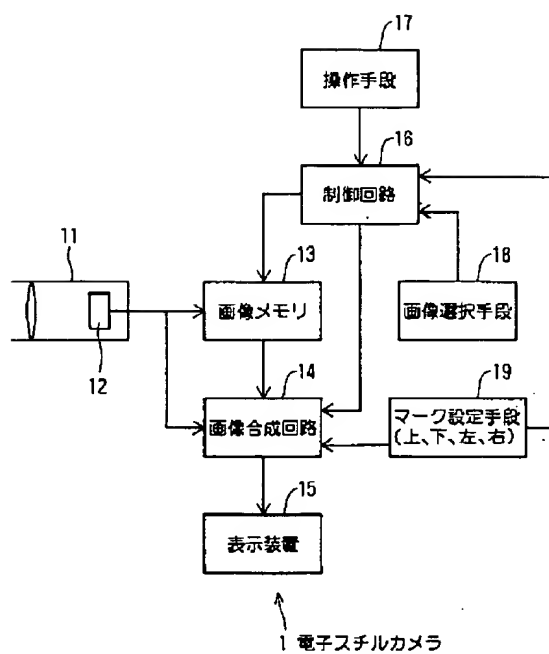 17
操作手段
16
制御回路
11
13
18
画像メモリ
画像選択手段
12
14
19
画像合成回路
マーク設定手段
(上、下、左、右)
15
表示装置
1 電子スチルカメラ